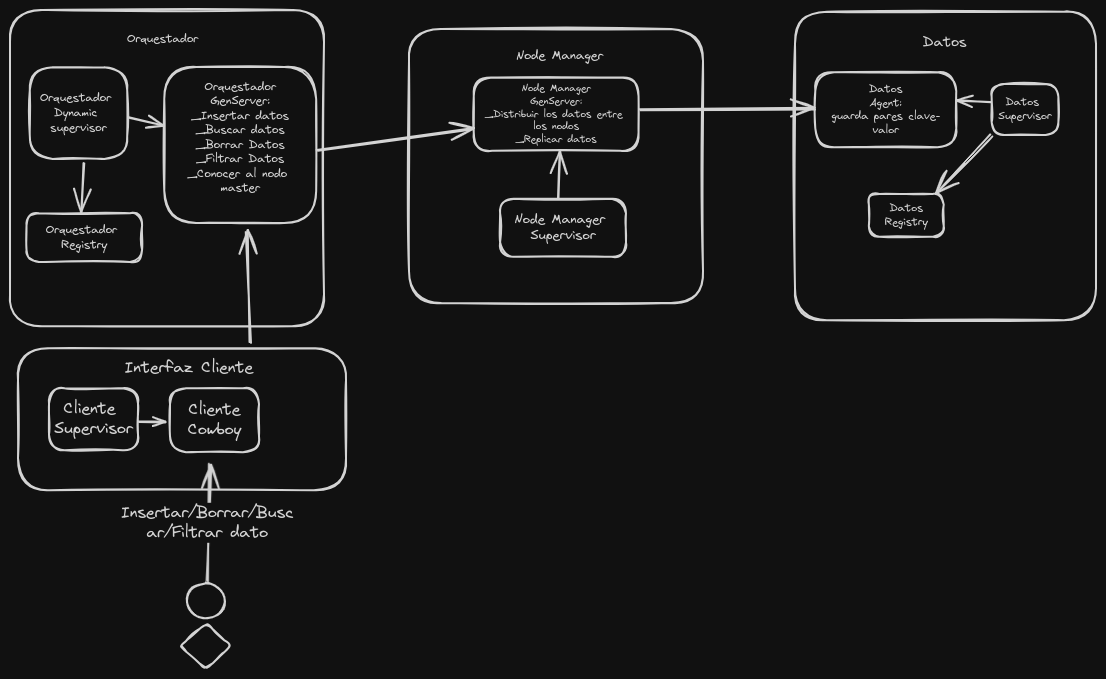 Orquestador
Orquestador
Dynamic
supervisor
Orquestador
GenServer:
_Insertar datos
_Buscar datos
_Borrar Datos
_Filtrar Datos
_Conocer al nodo
master
Orquestador
Registry
Node Manager
Node Manager
GenServer:
_Distribuir los datos entre
los nodos
_Replicar datos
Node Manager
Supervisor
Datos
Datos
Agent:
guarda pares clave-
valor
Datos
Supervisor
Datos
Registry
Interfaz Cliente
Cliente
Supervisor
Cliente
Cowboy
Insertar/Borrar/Busc
ar/Filtrar dato